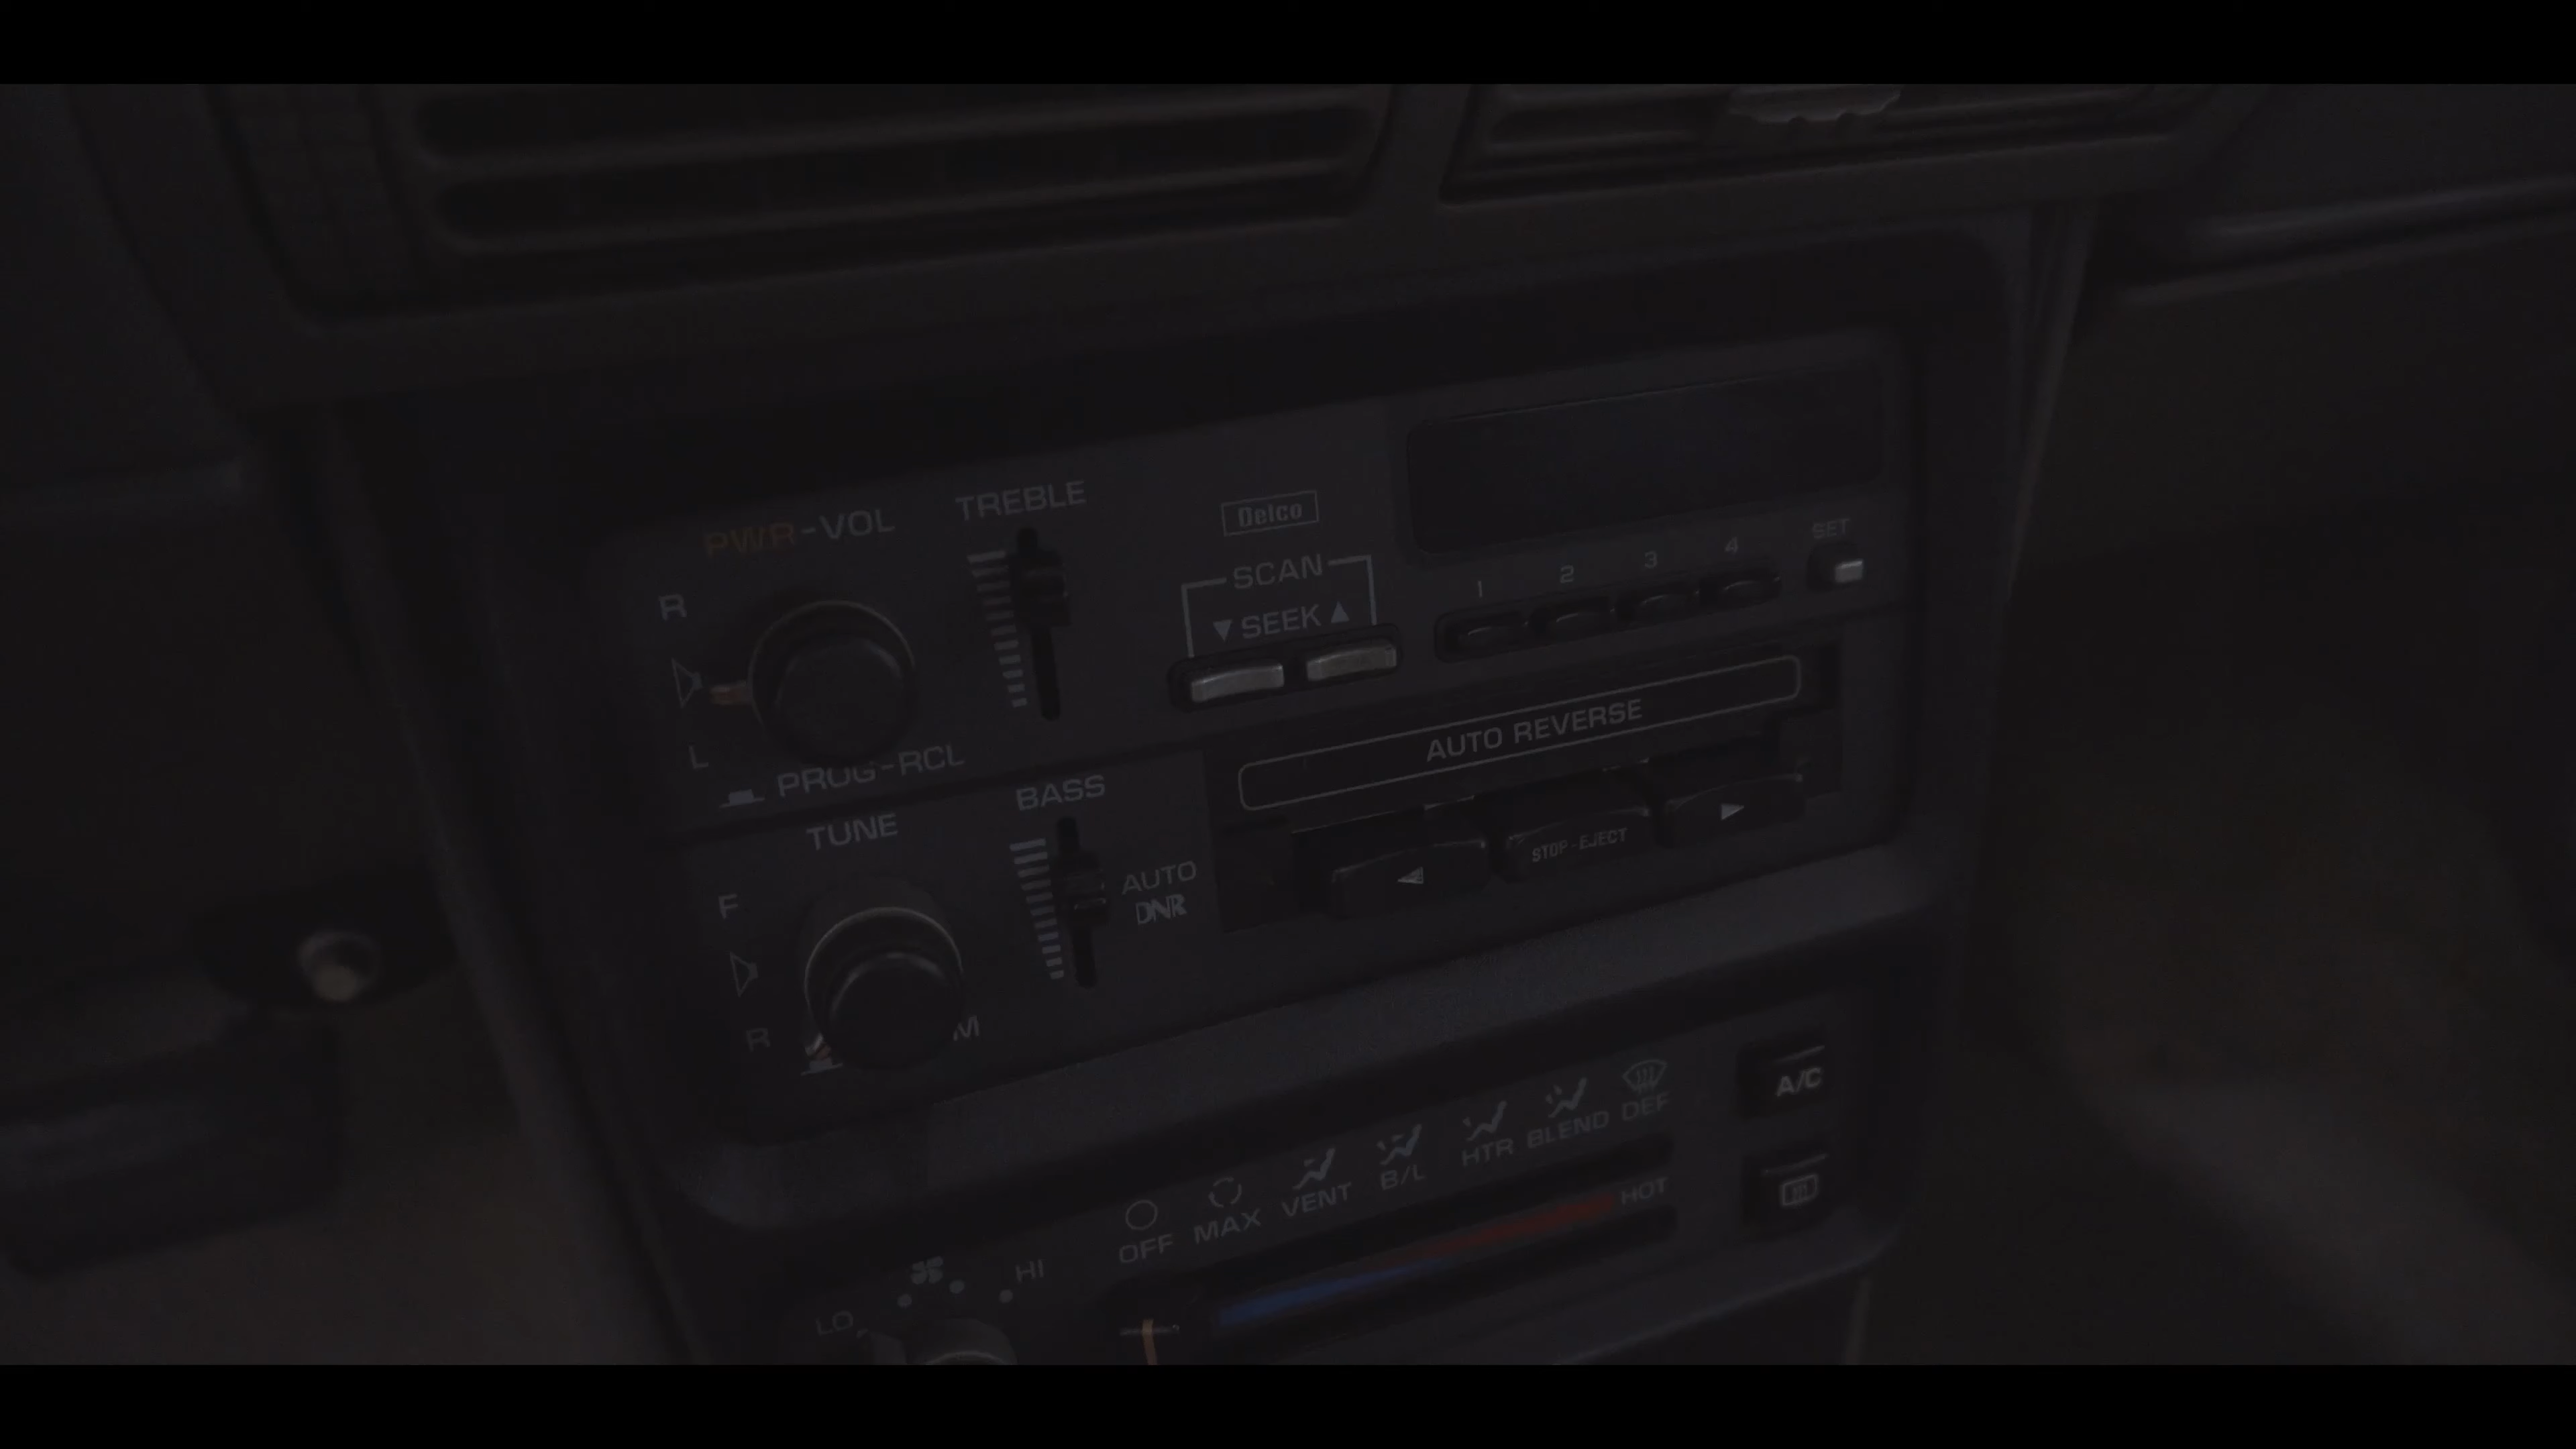 PWR-VOL
TREBLE
Delco
SCAN
▼ SEEK ▲
1 2 3 4
SET
R
L
PROG-RCL
AUTO REVERSE
STOP-EJECT
TUNE
BASS
AUTO
DNR
F
R
M
A/C
OFF MAX VENT B/L HTR BLEND DEF
HOT
LO
HI